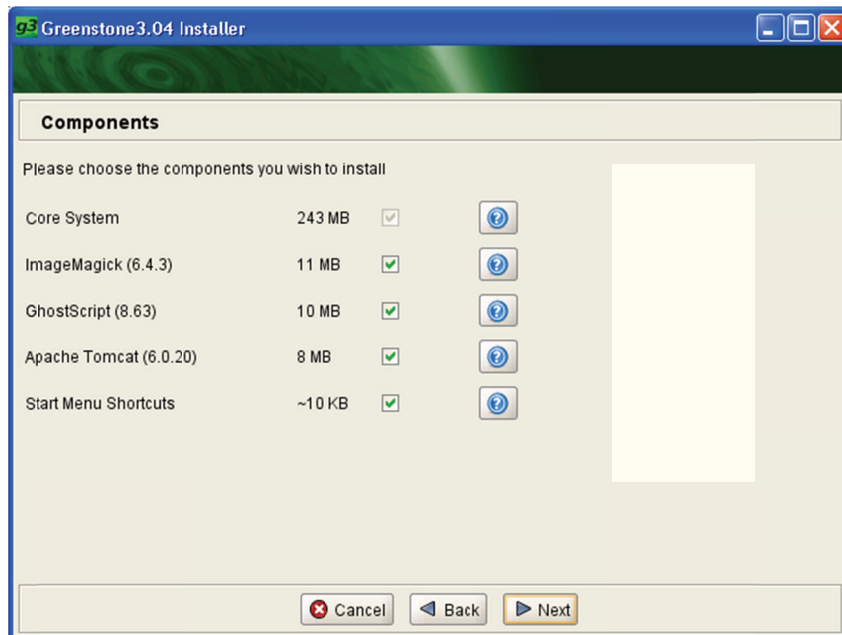 g3 Greenstone3.04 Installer
Components
Please choose the components you wish to install
Core System 243 MB
ImageMagick (6.4.3) 11 MB
GhostScript (8.63) 10 MB
Apache Tomcat (6.0.20) 8 MB
Start Menu Shortcuts ~10 KB
Cancel Back Next